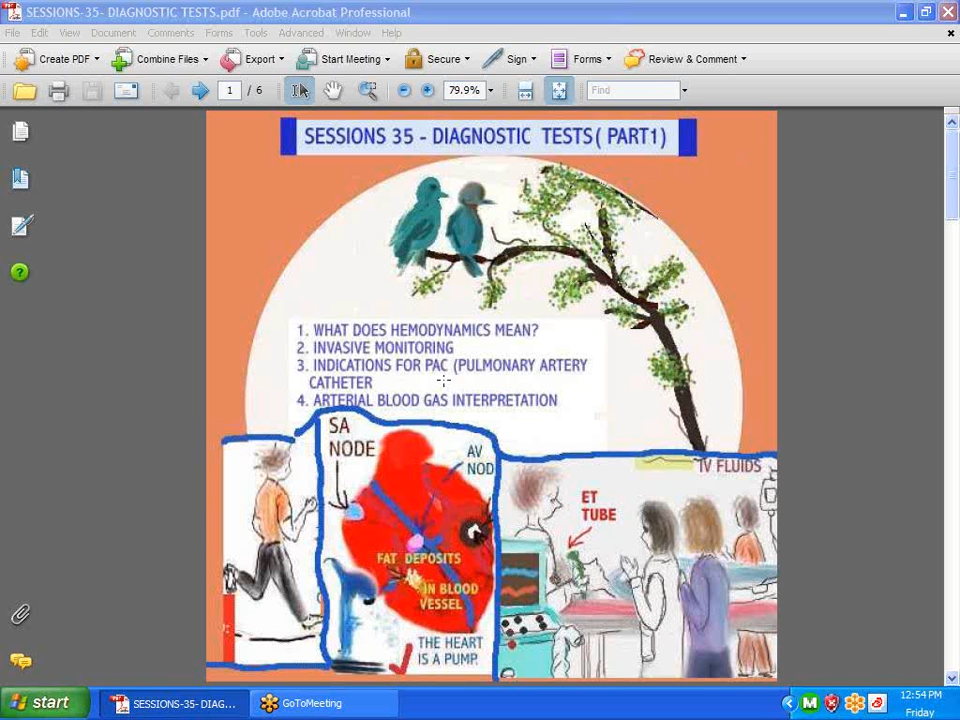 SESSIONS-35- DIAGNOSTIC TESTS.pdf - Adobe Acrobat Professional
File Edit View Document Comments Forms Tools Advanced Window Help
Create PDF Combine Files Export Start Meeting Secure Sign Forms Review & Comment
1 / 6 79.9% Find
SESSIONS 35 - DIAGNOSTIC TESTS( PART1)
1. WHAT DOES HEMODYNAMICS MEAN?
2. INVASIVE MONITORING
3. INDICATIONS FOR PAC (PULMONARY ARTERY
CATHETER
4. ARTERIAL BLOOD GAS INTERPRETATION
SA
NODE
AV
NOD
FAT DEPOSITS
IN BLOOD
VESSEL
THE HEART
IS A PUMP.
IV FLUIDS
ET
TUBE
start SESSIONS-35- DIAG... GoToMeeting 12:54 PM
Friday